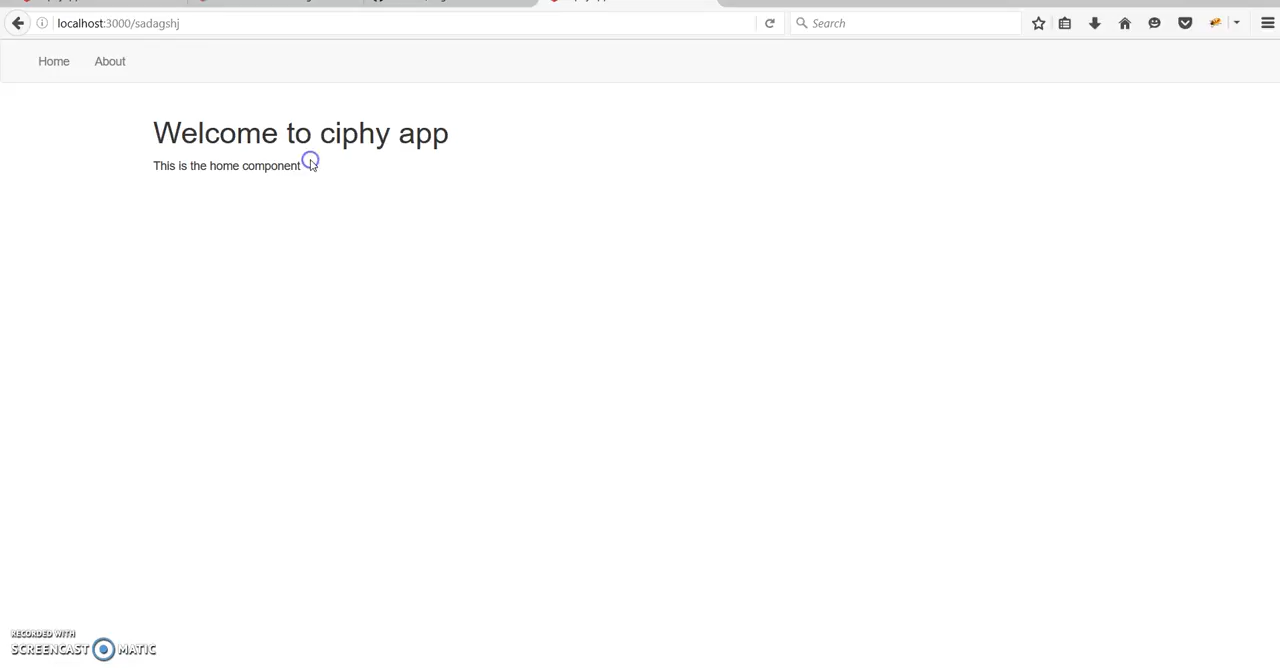 localhost:3000/sadagshj
Search
Home About
Welcome to ciphy app
This is the home component
RECORDED WITH
SCREENCAST MATIC